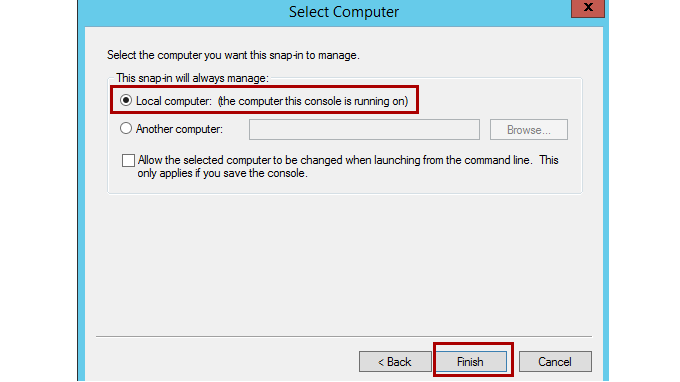 Select Computer
x
Select the computer you want this snap-in to manage.
This snap-in will always manage:
Local computer: (the computer this console is running on)
Another computer:
Browse...
Allow the selected computer to be changed when launching from the command line. This
only applies if you save the console.
< Back
Finish
Cancel